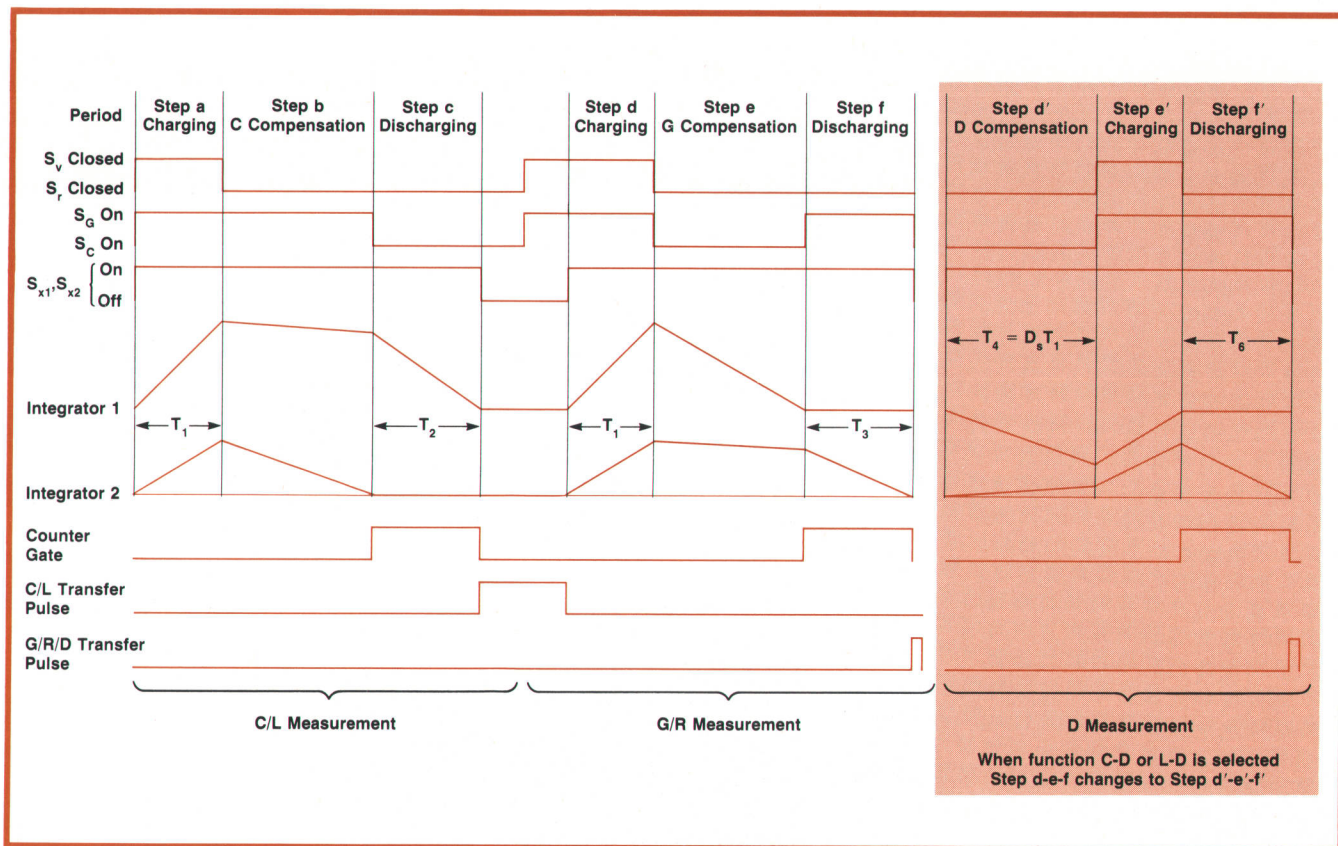 Period
Step a
Charging
Step b
C Compensation
Step c
Discharging
Step d
Charging
Step e
G Compensation
Step f
Discharging
Step d′
D Compensation
Step e′
Charging
Step f′
Discharging
Sv Closed
Sr Closed
SG On
SC On
Sx1, Sx2 { On
Off
T4 = DsT1
T6
Integrator 1
T1
T2
T1
T3
Integrator 2
Counter
Gate
C/L Transfer
Pulse
G/R/D Transfer
Pulse
C/L Measurement
G/R Measurement
D Measurement
When function C-D or L-D is selected
Step d-e-f changes to Step d′-e′-f′